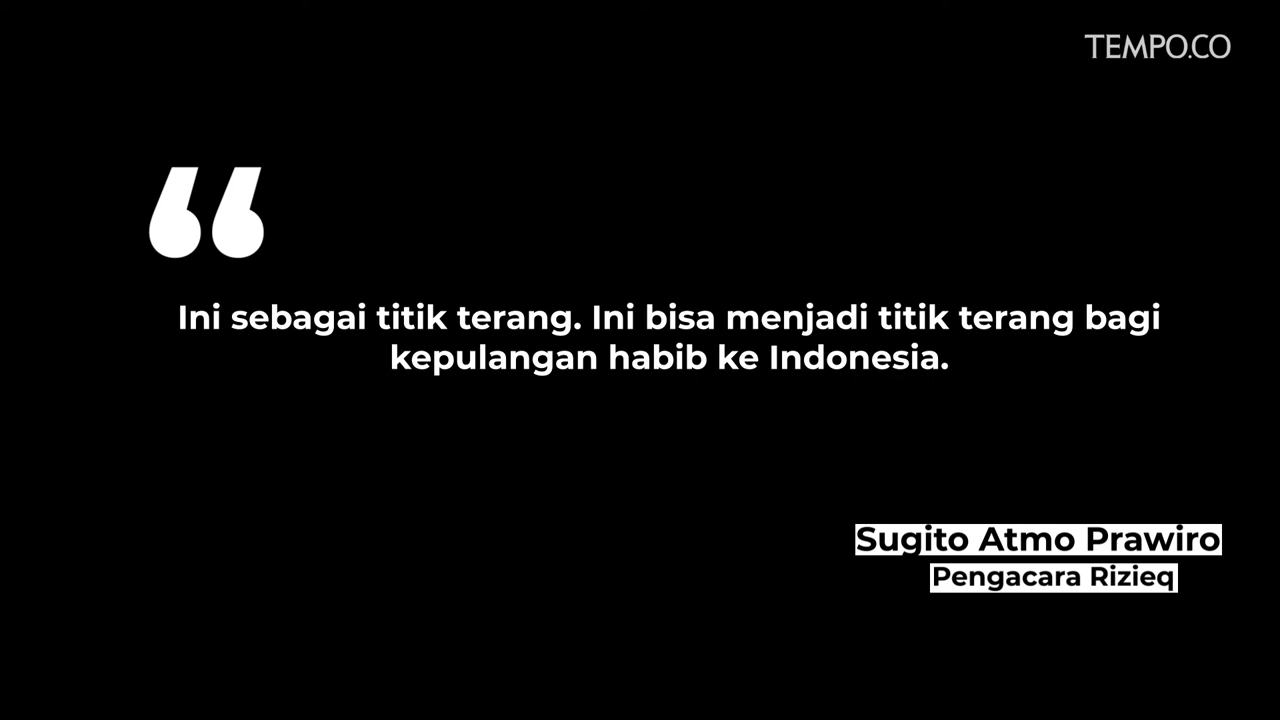 TEMPO.CO
“
Ini sebagai titik terang. Ini bisa menjadi titik terang bagi
kepulangan habib ke Indonesia.
Sugito Atmo Prawiro
Pengacara Rizieq